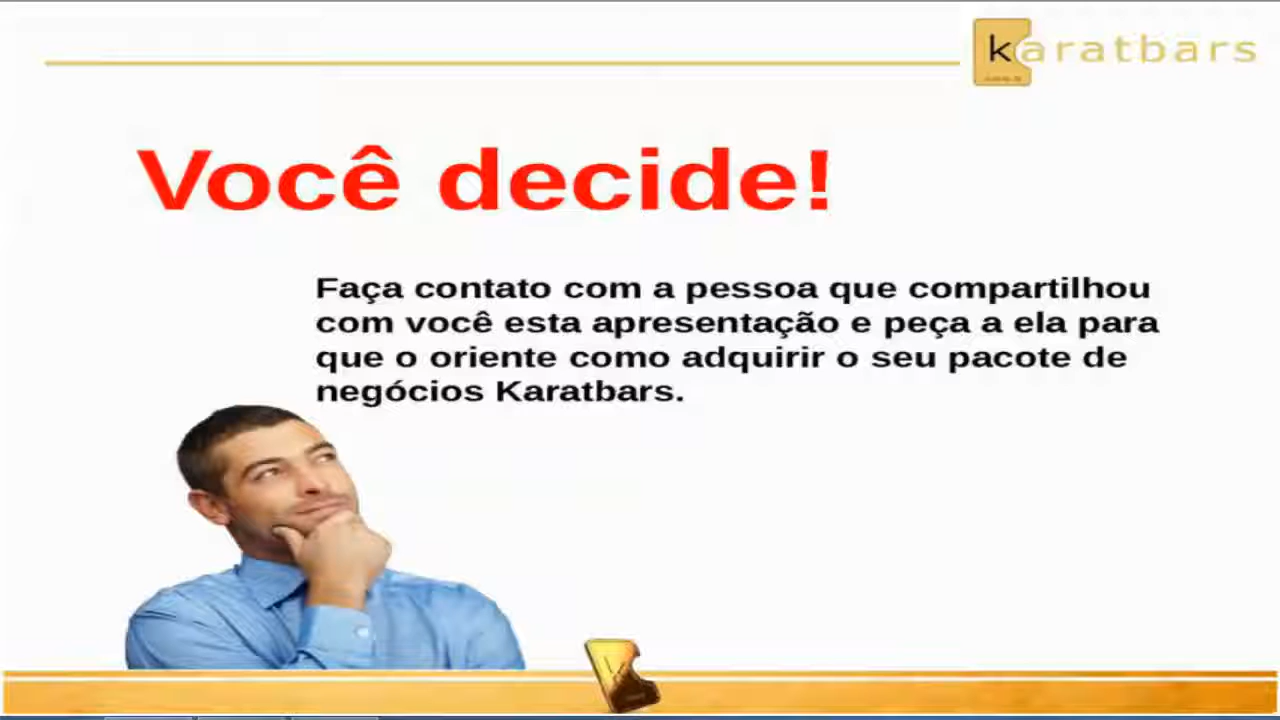 karatbars
Você decide!
Faça contato com a pessoa que compartilhou
com você esta apresentação e peça a ela para
que o oriente como adquirir o seu pacote de
negócios Karatbars.